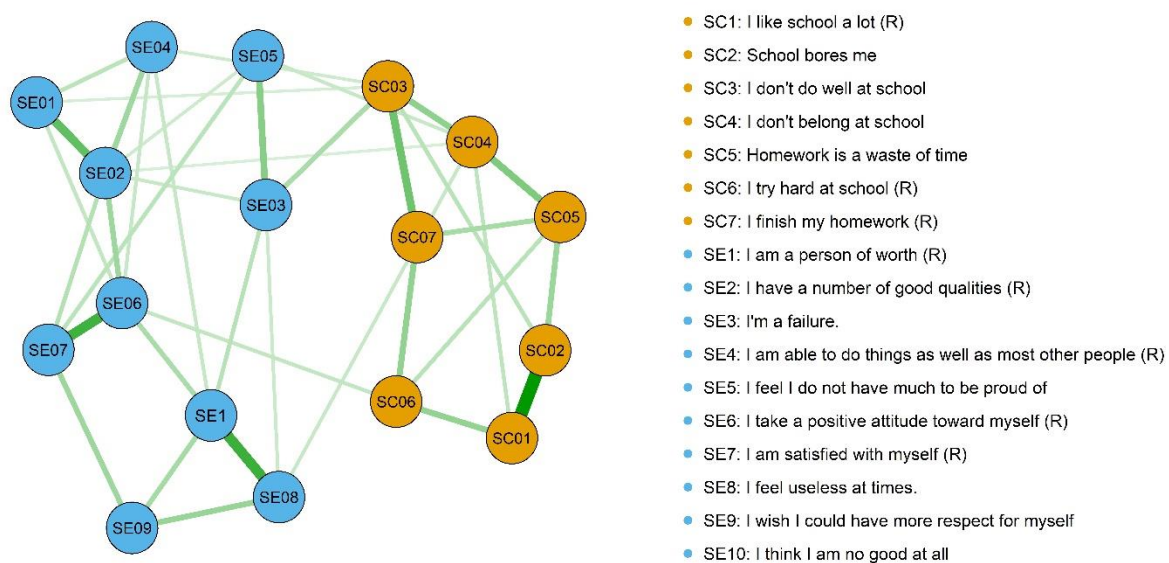 SE04
SE05
SE01
SC03
SC04
SE02
SE03
SC05
SC07
SE06
SE07
SC02
SC06
SE1
SC01
SE08
SE09
SC1: I like school a lot (R)
SC2: School bores me
SC3: I don't do well at school
SC4: I don't belong at school
SC5: Homework is a waste of time
SC6: I try hard at school (R)
SC7: I finish my homework (R)
SE1: I am a person of worth (R)
SE2: I have a number of good qualities (R)
SE3: I'm a failure.
SE4: I am able to do things as well as most other people (R)
SE5: I feel I do not have much to be proud of
SE6: I take a positive attitude toward myself (R)
SE7: I am satisfied with myself (R)
SE8: I feel useless at times.
SE9: I wish I could have more respect for myself
SE10: I think I am no good at all